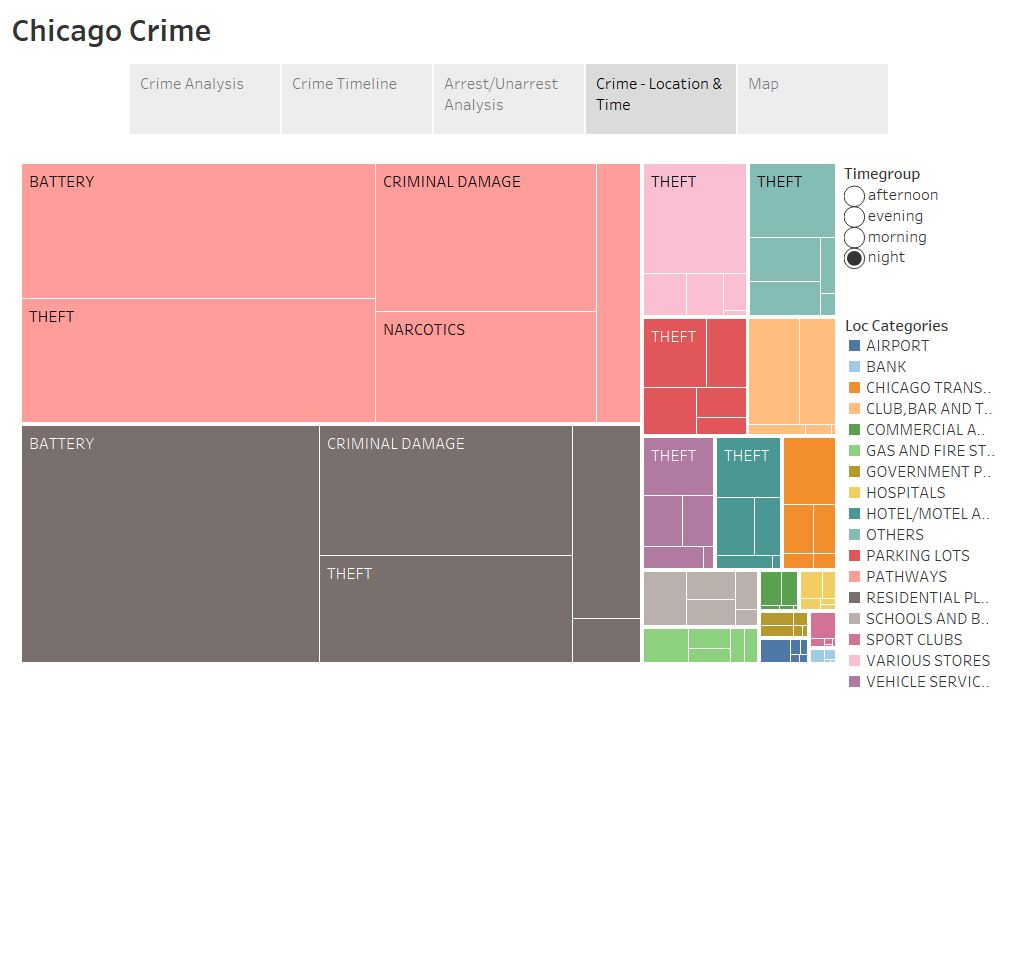 Chicago Crime
Crime Analysis
Crime Timeline
Arrest/Unarrest
Analysis
Crime - Location &
Time
Map
BATTERY
CRIMINAL DAMAGE
THEFT
NARCOTICS
BATTERY
CRIMINAL DAMAGE
THEFT
THEFT
THEFT
THEFT
THEFT
THEFT
Timegroup
afternoon
evening
morning
night
Loc Categories
AIRPORT
BANK
CHICAGO TRANS..
CLUB,BAR AND T..
COMMERCIAL A..
GAS AND FIRE ST..
GOVERNMENT P..
HOSPITALS
HOTEL/MOTEL A..
OTHERS
PARKING LOTS
PATHWAYS
RESIDENTIAL PL..
SCHOOLS AND B..
SPORT CLUBS
VARIOUS STORES
VEHICLE SERVIC..